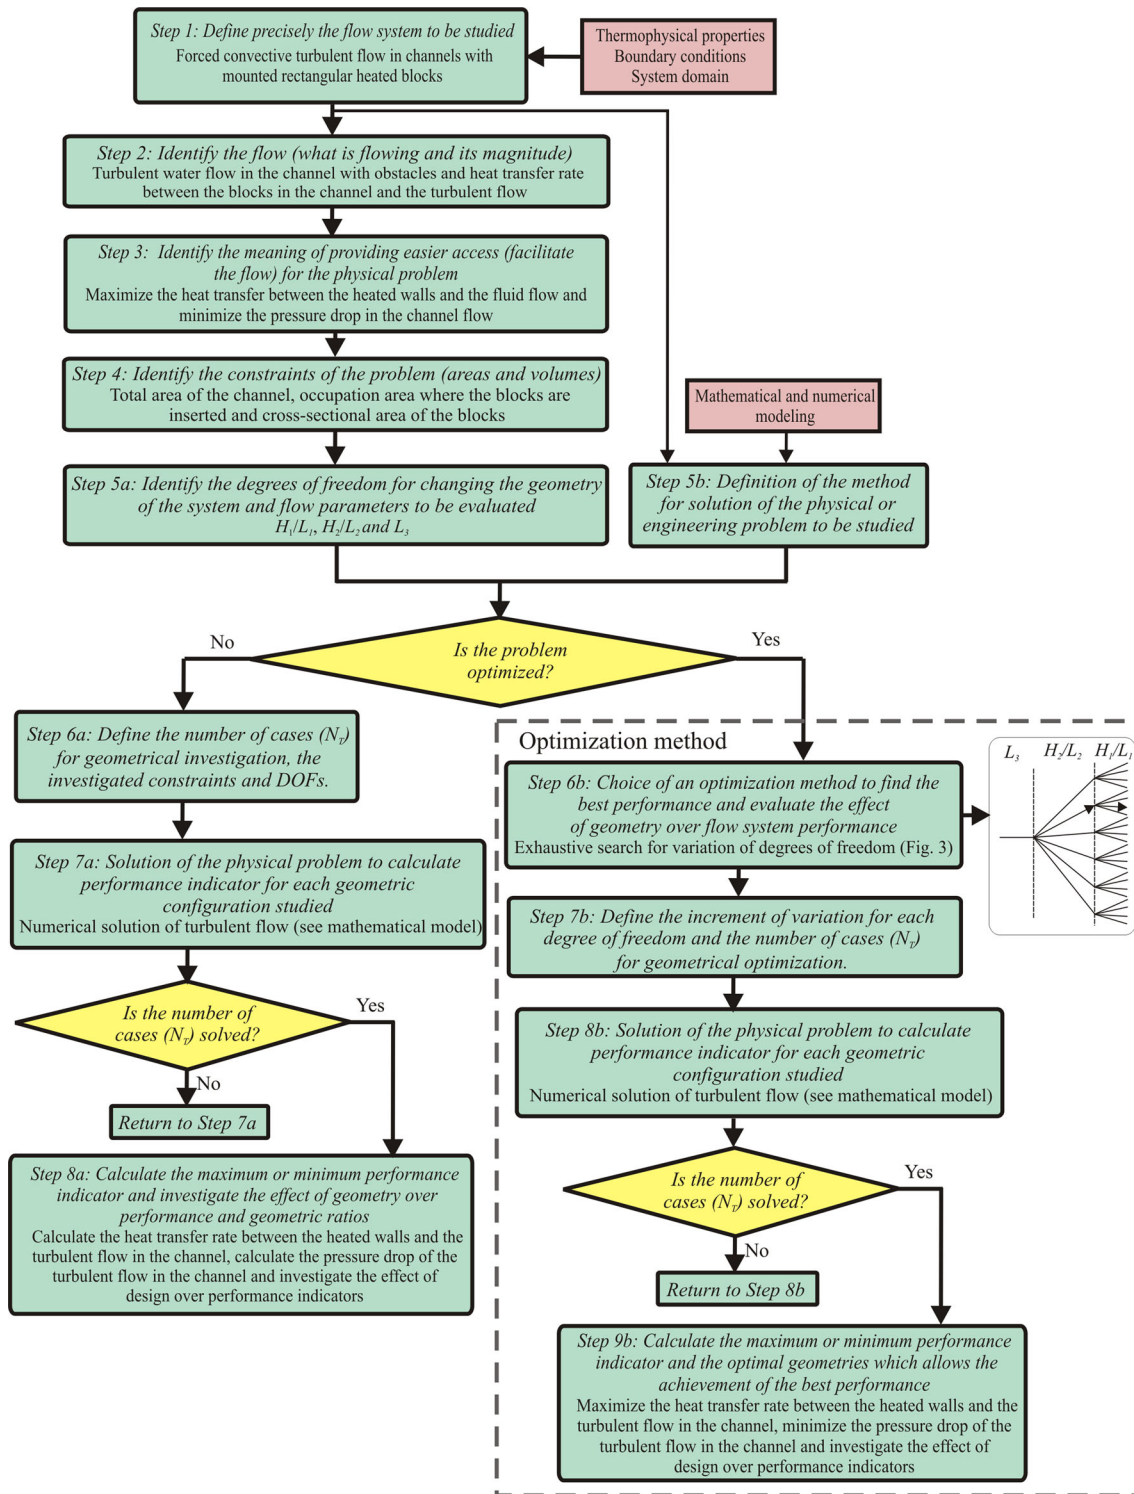 Step 1: Define precisely the flow system to be studied
Forced convective turbulent flow in channels with
mounted rectangular heated blocks
Thermophysical properties
Boundary conditions
System domain
Step 2: Identify the flow (what is flowing and its magnitude)
Turbulent water flow in the channel with obstacles and heat transfer rate
between the blocks in the channel and the turbulent flow
Step 3: Identify the meaning of providing easier access (facilitate
the flow) for the physical problem
Maximize the heat transfer between the heated walls and the fluid flow and
minimize the pressure drop in the channel flow
Step 4: Identify the constraints of the problem (areas and volumes)
Total area of the channel, occupation area where the blocks are
inserted and cross-sectional area of the blocks
Mathematical and numerical
modeling
Step 5a: Identify the degrees of freedom for changing the geometry
of the system and flow parameters to be evaluated
H₁/L₁, H₂/L₂ and L₃
Step 5b: Definition of the method
for solution of the physical or
engineering problem to be studied
Is the problem
optimized?
No
Yes
Step 6a: Define the number of cases (N_T)
for geometrical investigation, the
investigated constraints and DOFs.
Step 7a: Solution of the physical problem to calculate
performance indicator for each geometric
configuration studied
Numerical solution of turbulent flow (see mathematical model)
Is the number of
cases (N_T) solved?
Yes
No
Return to Step 7a
Step 8a: Calculate the maximum or minimum performance
indicator and investigate the effect of geometry over
performance and geometric ratios
Calculate the heat transfer rate between the heated walls and the
turbulent flow in the channel, calculate the pressure drop of the
turbulent flow in the channel and investigate the effect of
design over performance indicators
Optimization method
Step 6b: Choice of an optimization method to find the
best performance and evaluate the effect
of geometry over flow system performance
Exhaustive search for variation of degrees of freedom (Fig. 3)
L₃ H₂/L₂ H₁/L₁
Step 7b: Define the increment of variation for each
degree of freedom and the number of cases (N_T)
for geometrical optimization.
Step 8b: Solution of the physical problem to calculate
performance indicator for each geometric
configuration studied
Numerical solution of turbulent flow (see mathematical model)
Is the number of
cases (N_T) solved?
Yes
No
Return to Step 8b
Step 9b: Calculate the maximum or minimum performance
indicator and the optimal geometries which allows the
achievement of the best performance
Maximize the heat transfer rate between the heated walls and the
turbulent flow in the channel, minimize the pressure drop of the
turbulent flow in the channel and investigate the effect of
design over performance indicators